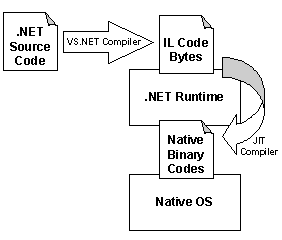 .NET
Source
Code
VS.NET Compiler
IL Code
Bytes
.NET Runtime
Native
Binary
Codes
JIT
Compiler
Native OS